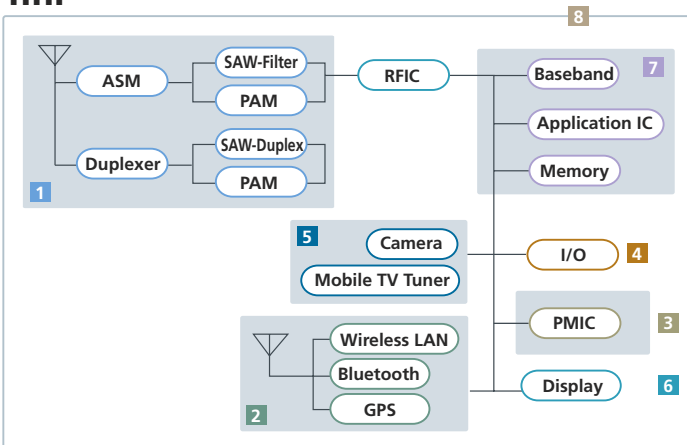 8
SAW-Filter
ASM
PAM
RFIC
Baseband
7
Application IC
Memory
SAW-Duplex
Duplexer
PAM
1
5
Camera
Mobile TV Tuner
I/O
4
PMIC
3
Wireless LAN
Bluetooth
GPS
2
Display
6